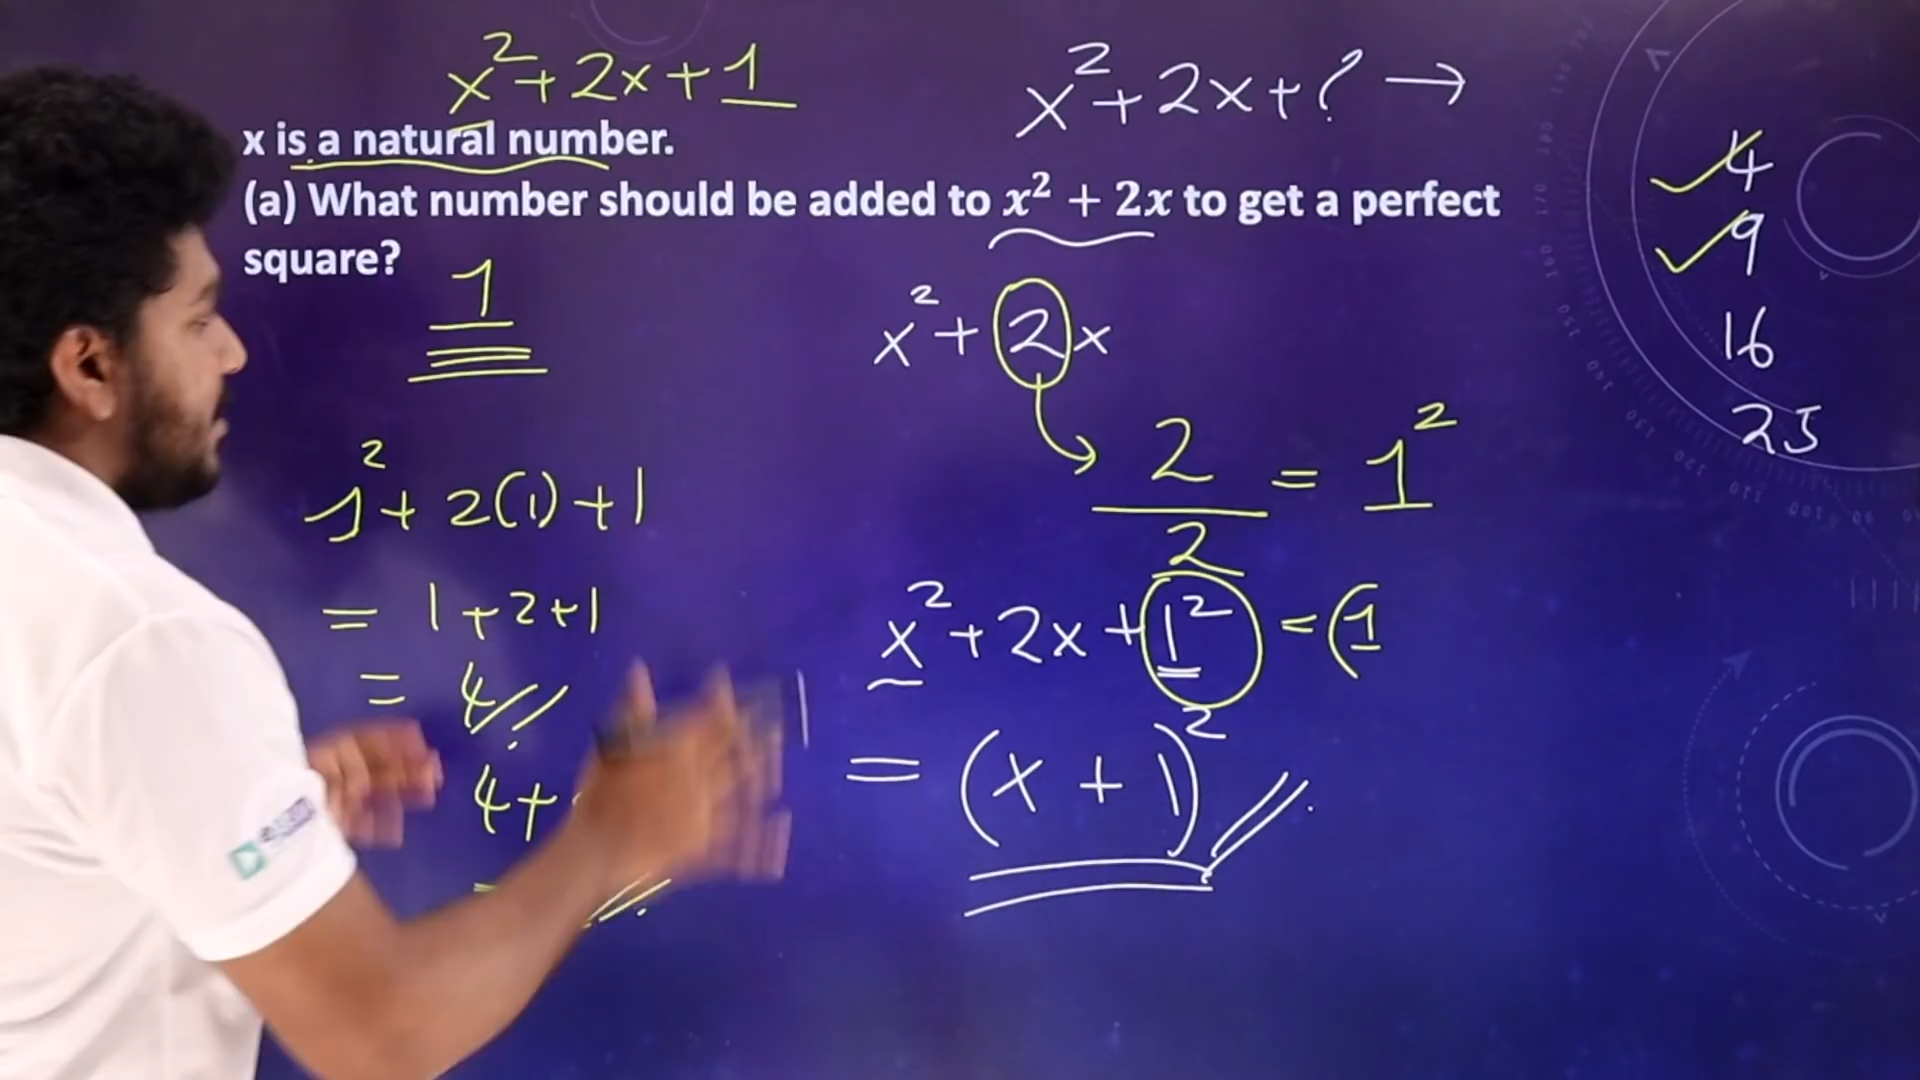 x² + 2x + 1
x² + 2x + ? →
x is a natural number.
(a) What number should be added to x² + 2x to get a perfect
square?
1
4
9
16
25
x² + 2x
2/2 = 1²
x² + 2x + 1² = (1
= (x + 1)²
1² + 2(1) + 1
= 1 + 2 + 1
= 4
4 +